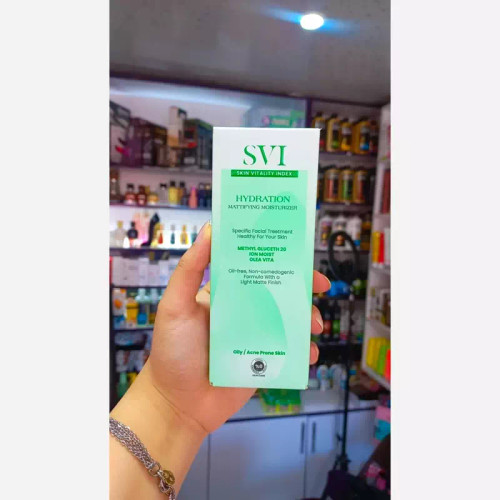 SVI
SKIN VITALITY INDEX
HYDRATION
MATTIFYING MOISTURIZER
Specific Facial Treatment
Healthy For Your Skin
METHYL GLUCETH 20
ION MOIST
OLEA VITA
Oil-free, Non-comedogenic
Formula With a
Light Matte Finish
Oily / Acne Prone Skin